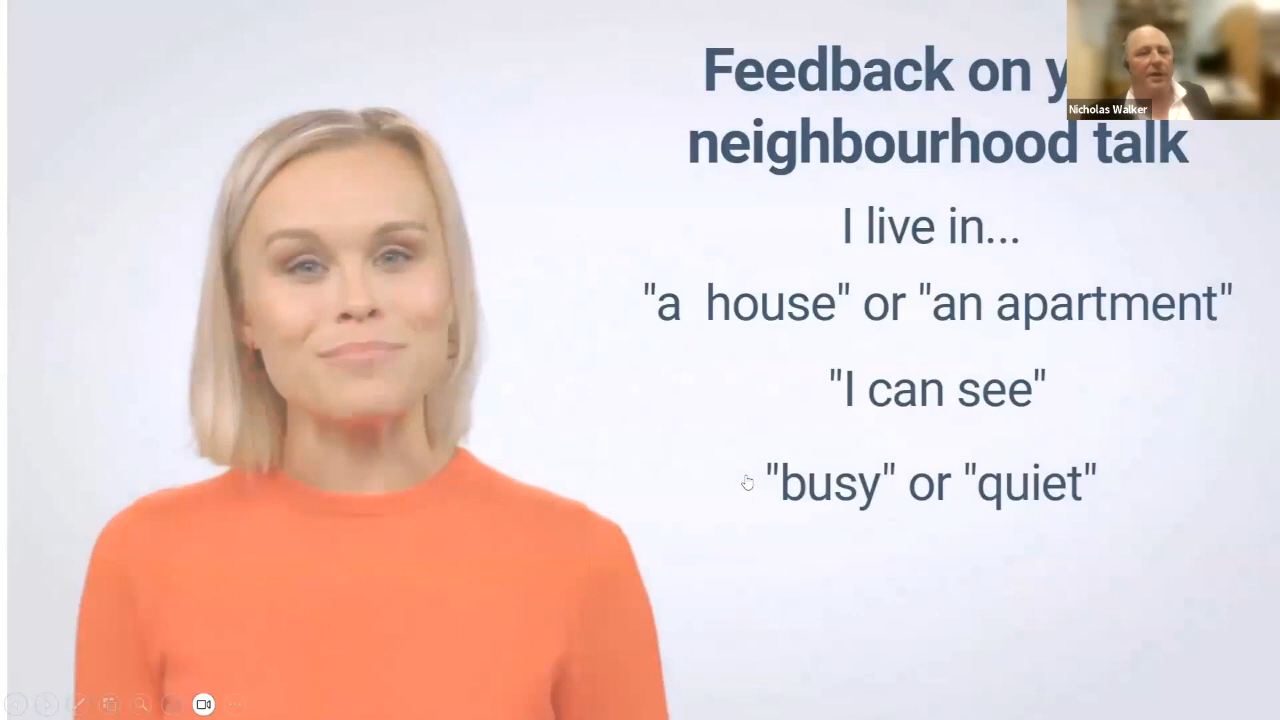 Feedback on y
neighbourhood talk
I live in...
"a house" or "an apartment"
"I can see"
"busy" or "quiet"
Nicholas Walker